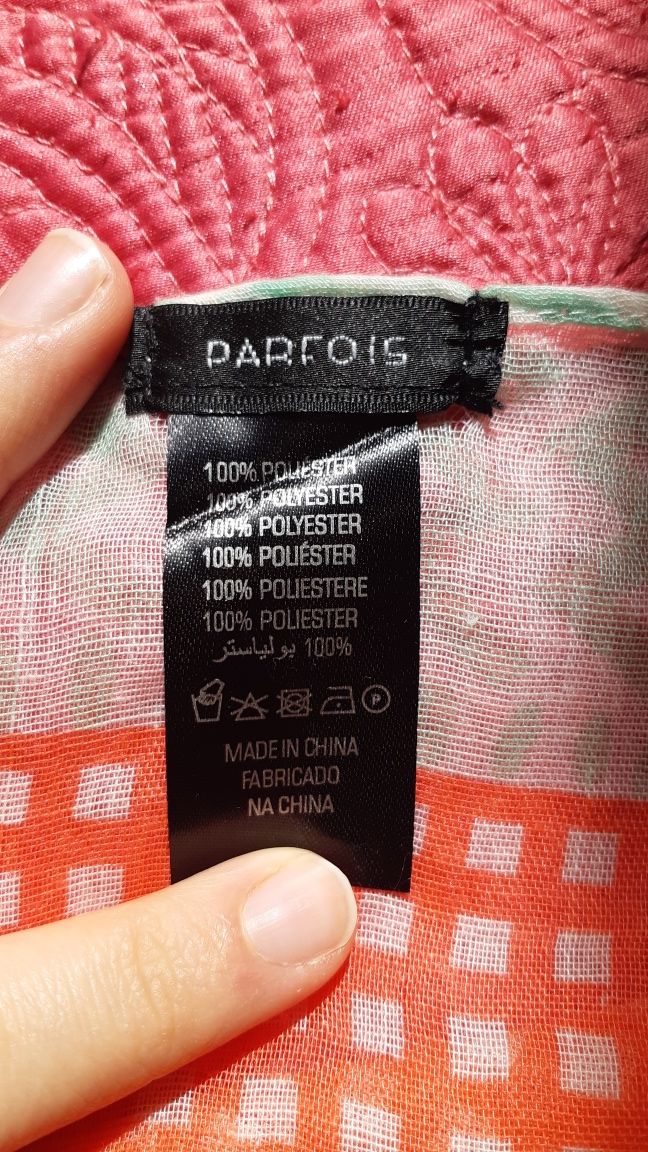 PARFOIS
100% POLIESTER
100% POLYESTER
100% POLYESTER
100% POLIÉSTER
100% POLIESTERE
100% POLIESTER
100% يولياستر
P
MADE IN CHINA
FABRICADO
NA CHINA